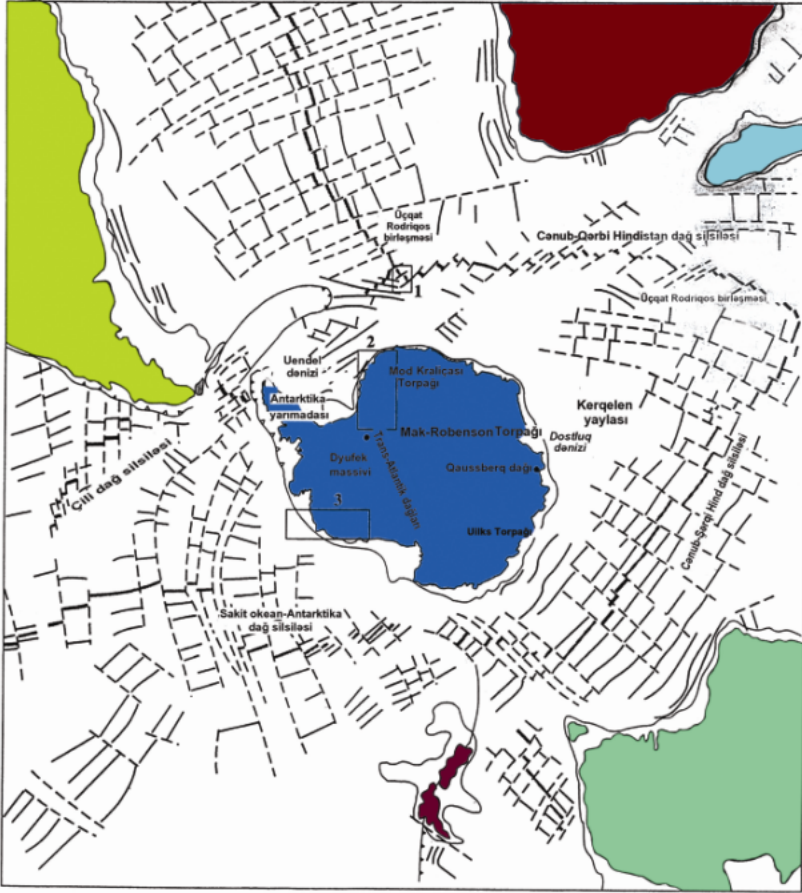 Üçqat
Rodriqos
birləşməsi
Cənub-Qərbi Hindistan dağ silsiləsi
1
Üçqat Rodriqos birləşməsi
2
Uendel
dənizi
Mod Kraliçası
Torpağı
Antarktika
yarımadası
Kerqelen
yaylası
Mak-Robenson Torpağı
Dostluq
dənizi
Dyufek
massivi
Trans-Atlantik dağları
Qaussberq dağı
Çili dağ silsiləsi
3
Uilks Torpağı
Cənub-Şərqi Hind dağ silsiləsi
Sakit okean-Antarktika
dağ silsiləsi